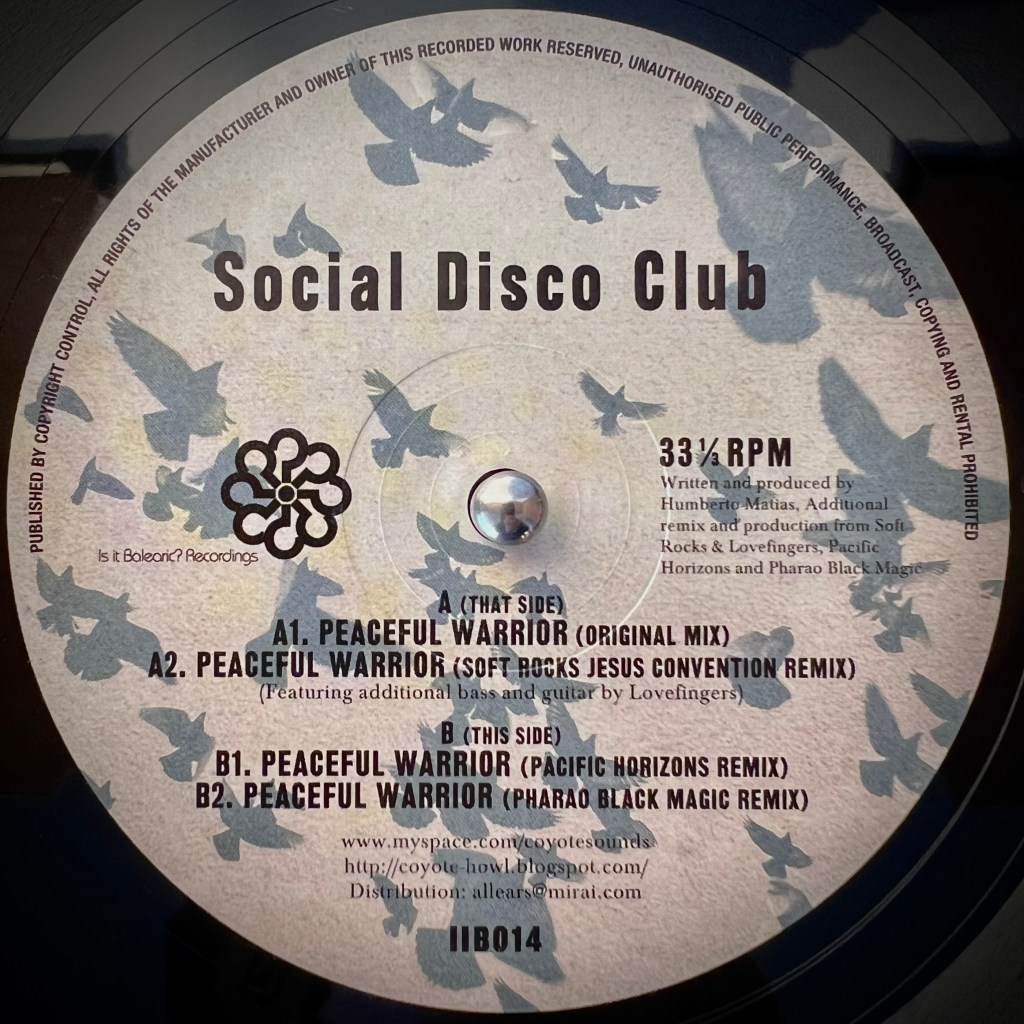 PUBLISHED BY COPYRIGHT CONTROL, ALL RIGHTS OF THE MANUFACTURER AND OWNER OF THIS RECORDED WORK RESERVED, UNAUTHORISED PUBLIC PERFORMANCE, BROADCAST, COPYING AND RENTAL PROHIBITED
Social Disco Club
33 ⅓ RPM
Written and produced by
Humberto Matias, Additional
remix and production from Soft
Rocks & Lovefingers, Pacific
Horizons and Pharao Black Magic
Is it Balearic? Recordings
A (THAT SIDE)
A1. PEACEFUL WARRIOR (ORIGINAL MIX)
A2. PEACEFUL WARRIOR (SOFT ROCKS JESUS CONVENTION REMIX)
(Featuring additional bass and guitar by Lovefingers)
B (THIS SIDE)
B1. PEACEFUL WARRIOR (PACIFIC HORIZONS REMIX)
B2. PEACEFUL WARRIOR (PHARAO BLACK MAGIC REMIX)
www.myspace.com/coyotesounds
http://coyote-howl.blogspot.com/
Distribution: allears@mirai.com
IIB014